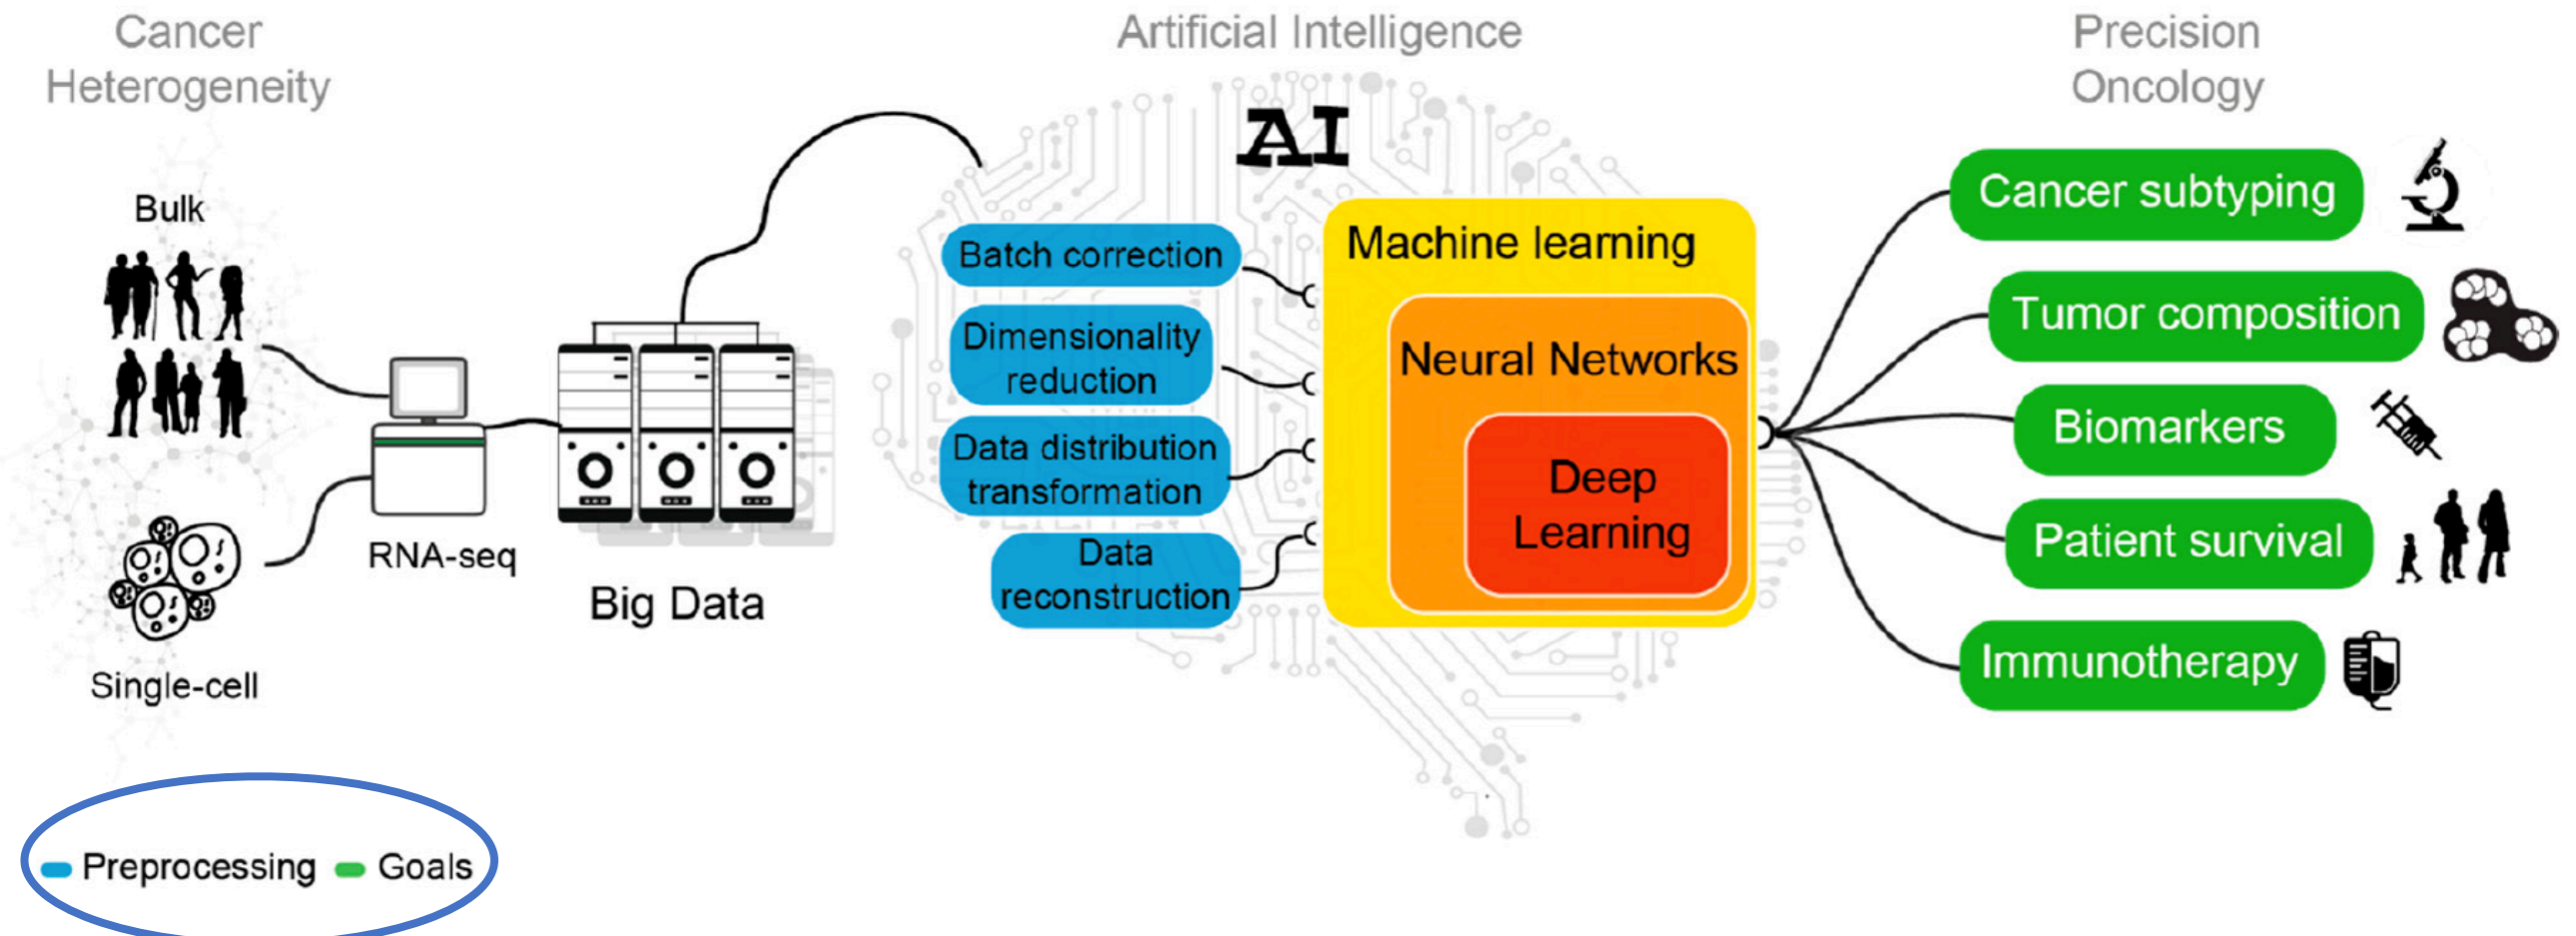 Cancer
Heterogeneity
Bulk
Single-cell
RNA-seq
Big Data
Artificial Intelligence
AI
Batch correction
Dimensionality
reduction
Data distribution
transformation
Data
reconstruction
Machine learning
Neural Networks
Deep
Learning
Precision
Oncology
Cancer subtyping
Tumor composition
Biomarkers
Patient survival
Immunotherapy
Preprocessing Goals